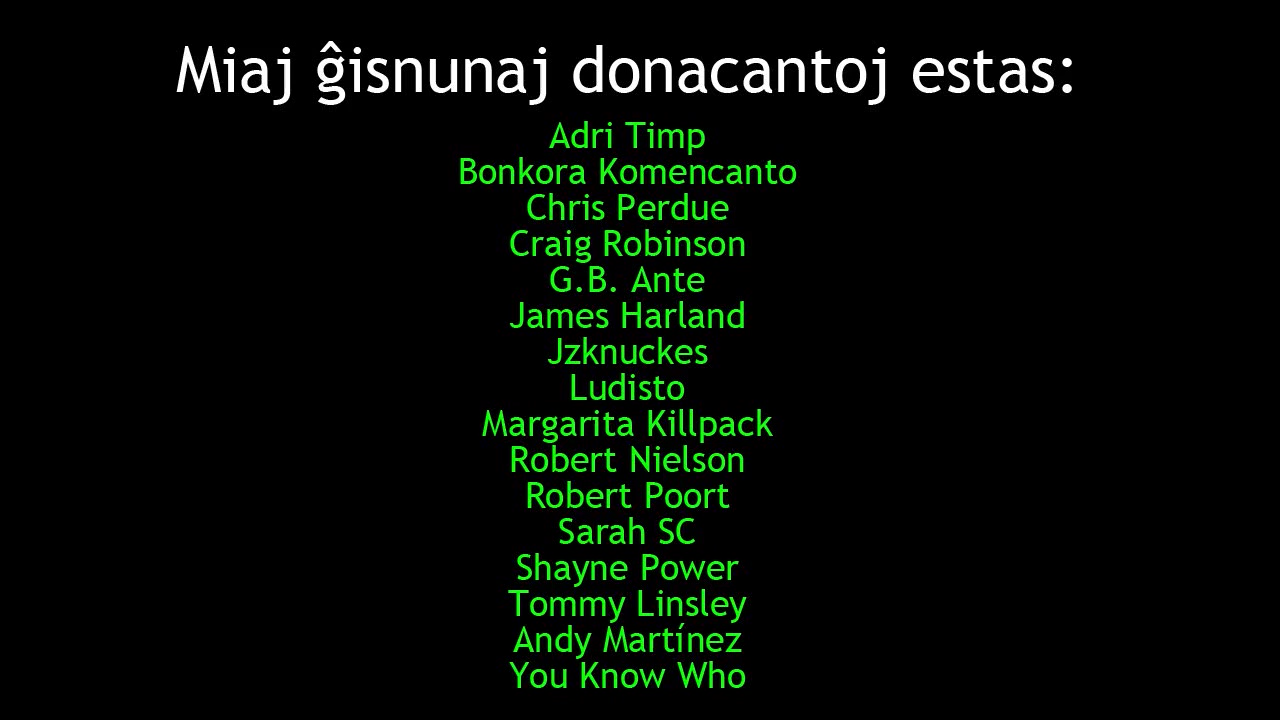 Miaj ĝisnunaj donacantoj estas:
Adri Timp
Bonkora Komencanto
Chris Perdue
Craig Robinson
G.B. Ante
James Harland
Jzknuckes
Ludisto
Margarita Killpack
Robert Nielson
Robert Poort
Sarah SC
Shayne Power
Tommy Linsley
Andy Martínez
You Know Who